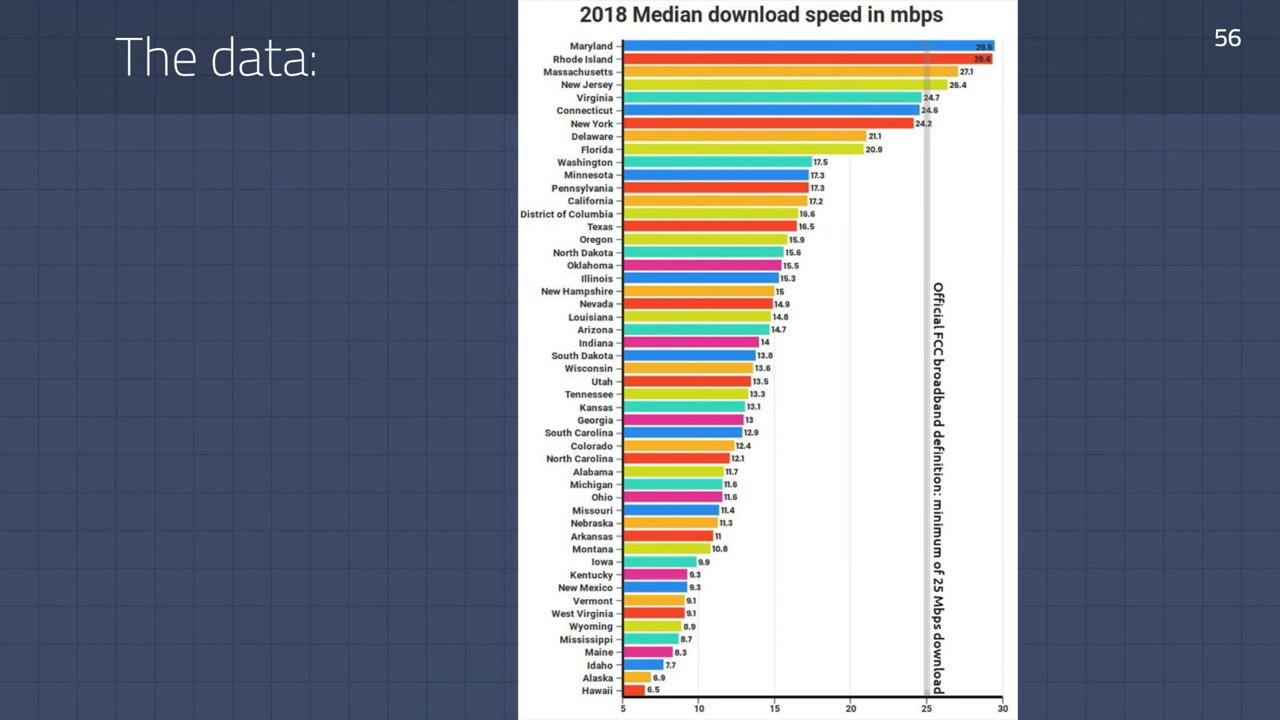 The data:
56
2018 Median download speed in mbps
Maryland 29.5
Rhode Island 29.4
Massachusetts 27.1
New Jersey 26.4
Virginia 24.7
Connecticut 24.6
New York 24.2
Delaware 21.1
Florida 20.9
Washington 17.5
Minnesota 17.3
Pennsylvania 17.3
California 17.2
District of Columbia 16.6
Texas 16.5
Oregon 15.9
North Dakota 15.6
Oklahoma 15.5
Illinois 15.3
New Hampshire 15
Nevada 14.9
Louisiana 14.8
Arizona 14.7
Indiana 14
South Dakota 13.8
Wisconsin 13.6
Utah 13.5
Tennessee 13.3
Kansas 13.1
Georgia 13
South Carolina 12.9
Colorado 12.4
North Carolina 12.1
Alabama 11.7
Michigan 11.6
Ohio 11.6
Missouri 11.4
Nebraska 11.3
Arkansas 11
Montana 10.8
Iowa 9.9
Kentucky 9.3
New Mexico 9.3
Vermont 9.1
West Virginia 9.1
Wyoming 8.9
Mississippi 8.7
Maine 8.3
Idaho 7.7
Alaska 6.9
Hawaii 6.5
5 10 15 20 25 30
Official FCC broadband definition: minimum of 25 Mbps download